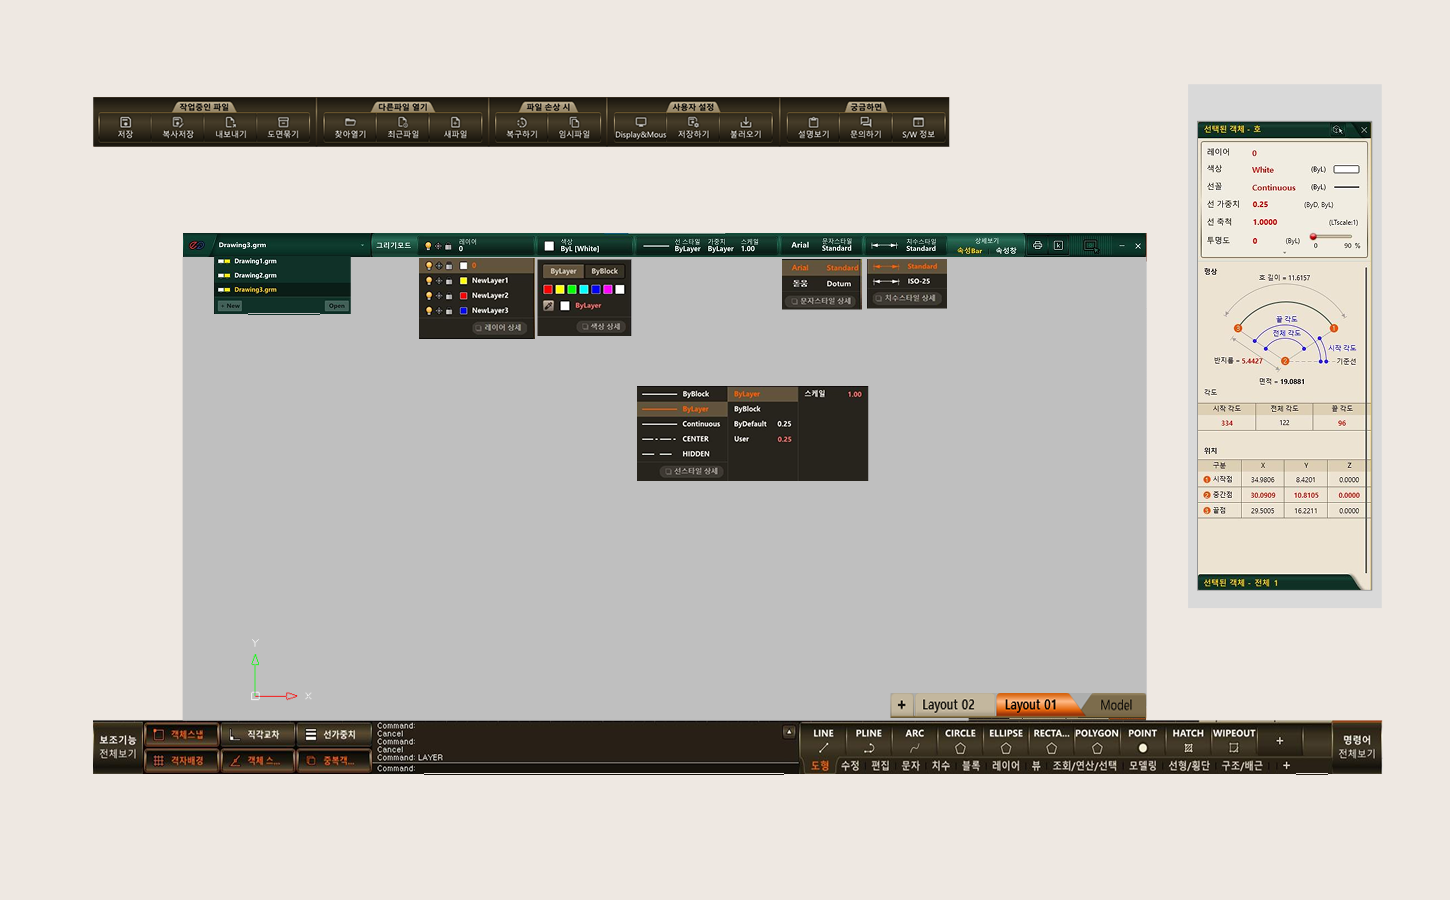 작업중인 파일
다른파일 열기
파일 손상 시
사용자 설정
궁금하면
저장
복사저장
내보내기
도면묶기
찾아열기
최근파일
새파일
복구하기
임시파일
Display&Mous
저장하기
불러오기
설명보기
문의하기
S/W 정보
Drawing3.grm
그리기모드
레이어
0
색상
ByL [White]
선 스타일 가중치 스케일
ByLayer ByLayer 1.00
Arial
문자스타일
Standard
치수스타일
Standard
상세보기
속성Bar 속성창
Drawing1.grm
Drawing2.grm
Drawing3.grm
+ New
Open
0
NewLayer1
NewLayer2
NewLayer3
레이어 상세
ByLayer ByBlock
ByLayer
색상 상세
Arial Standard
돋움 Dotum
문자스타일 상세
Standard
ISO-25
치수스타일 상세
ByBlock
ByLayer
Continuous
CENTER
HIDDEN
선스타일 상세
ByLayer
ByBlock
ByDefault 0.25
User 0.25
스케일 1.00
Y
X
+ Layout 02 Layout 01 Model
선택된 객체 - 호
레이어 0
색상 White (ByL)
선꼴 Continuous (ByL)
선 가중치 0.25 (ByD, ByL)
선 축척 1.0000 (LTscale:1)
투명도 0 (ByL) 0 90 %
형상
호 길이 = 11.6157
끝 각도
전체 각도
3
1
시작 각도
반지름 = 5.4427
2
기준선
면적 = 19.0881
각도
시작 각도 전체 각도 끝 각도
334 122 96
위치
구분 X Y Z
1 시작점 34.9806 8.4201 0.0000
2 중간점 30.0909 10.8105 0.0000
3 끝점 29.5005 16.2211 0.0000
선택된 객체 - 전체 1
보조기능
전체보기
객체스냅
직각교차
선가중치
격자배경
객체 스...
중복객...
Command:
Cancel
Command:
Cancel
Command: LAYER
Command:
LINE PLINE ARC CIRCLE ELLIPSE RECTA... POLYGON POINT HATCH WIPEOUT +
도형 수정 편집 문자 치수 블록 레이어 뷰 조회/연산/선택 모델링 선형/횡단 구조/배근 +
명령어
전체보기